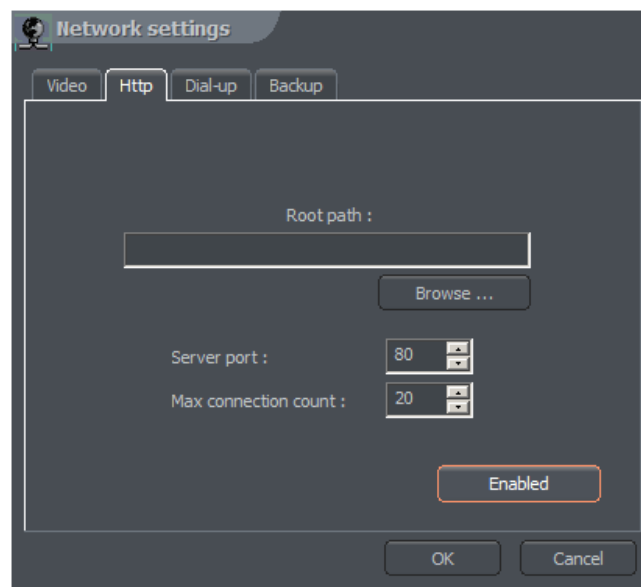 Network settings
Video Http Dial-up Backup
Root path :
Browse ...
Server port : 80
Max connection count : 20
Enabled
OK Cancel